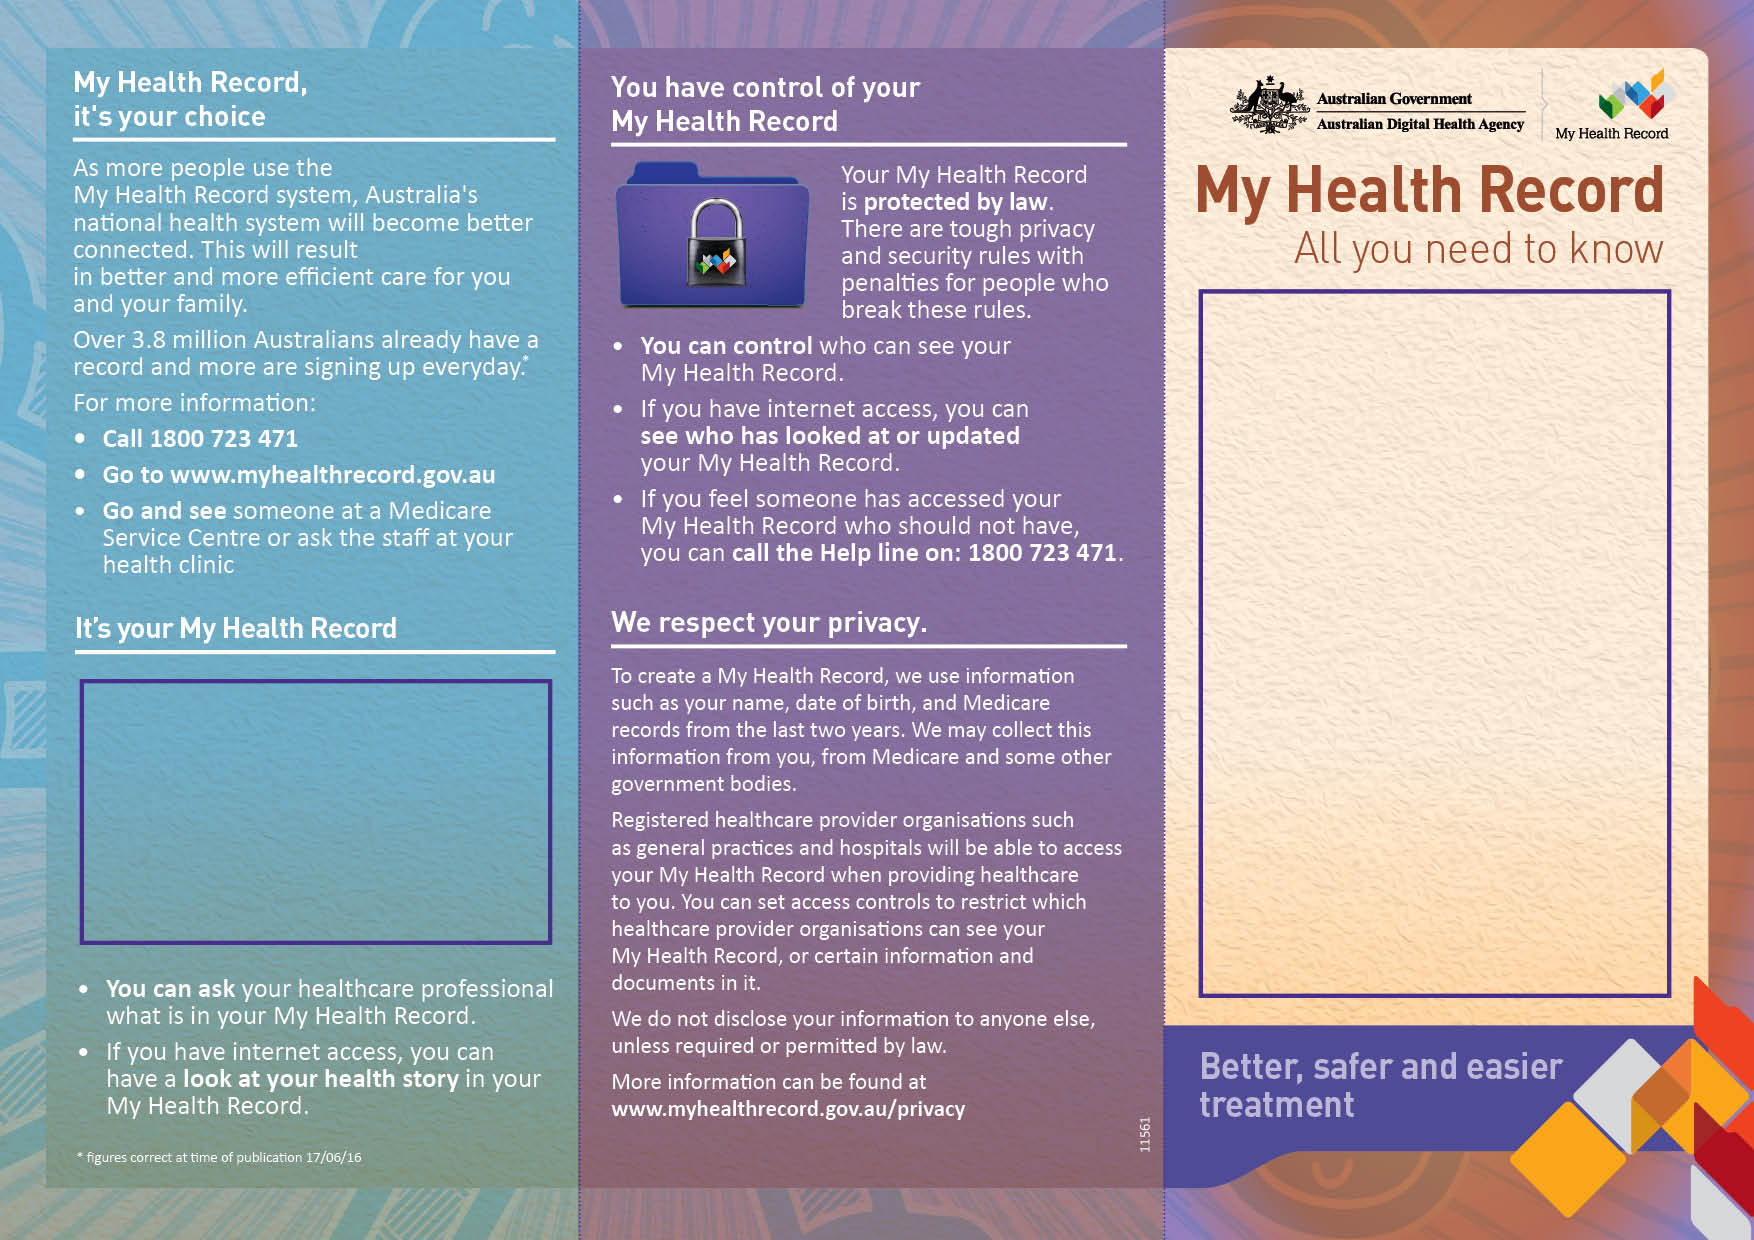 My Health Record,
it's your choice
As more people use the
My Health Record system, Australia's
national health system will become better
connected. This will result
in better and more efficient care for you
and your family.
Over 3.8 million Australians already have a
record and more are signing up everyday.*
For more information:
• Call 1800 723 471
• Go to www.myhealthrecord.gov.au
• Go and see someone at a Medicare
Service Centre or ask the staff at your
health clinic
It’s your My Health Record
• You can ask your healthcare professional
what is in your My Health Record.
• If you have internet access, you can
have a look at your health story in your
My Health Record.
* figures correct at time of publication 17/06/16
You have control of your
My Health Record
Your My Health Record
is protected by law.
There are tough privacy
and security rules with
penalties for people who
break these rules.
• You can control who can see your
My Health Record.
• If you have internet access, you can
see who has looked at or updated
your My Health Record.
• If you feel someone has accessed your
My Health Record who should not have,
you can call the Help line on: 1800 723 471.
We respect your privacy.
To create a My Health Record, we use information
such as your name, date of birth, and Medicare
records from the last two years. We may collect this
information from you, from Medicare and some other
government bodies.
Registered healthcare provider organisations such
as general practices and hospitals will be able to access
your My Health Record when providing healthcare
to you. You can set access controls to restrict which
healthcare provider organisations can see your
My Health Record, or certain information and
documents in it.
We do not disclose your information to anyone else,
unless required or permitted by law.
More information can be found at
www.myhealthrecord.gov.au/privacy
11561
Australian Government
Australian Digital Health Agency
My Health Record
My Health Record
All you need to know
Better, safer and easier
treatment